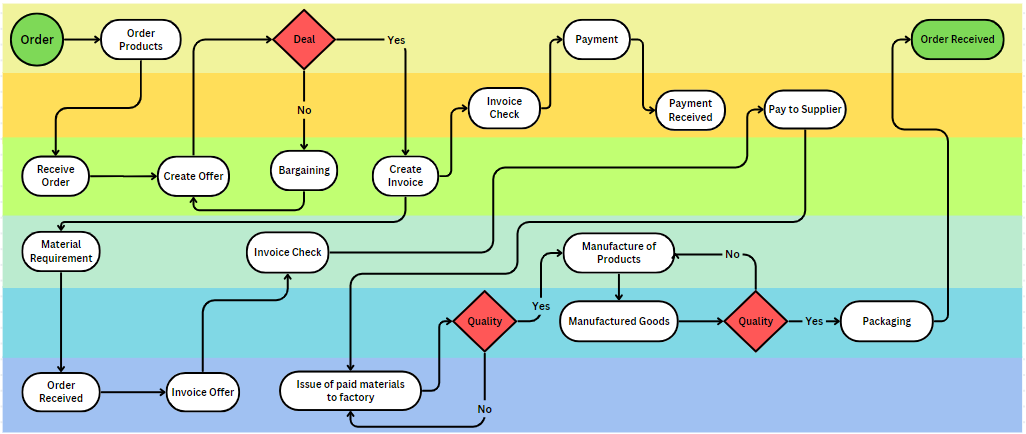 Order
Order
Products
Deal
Yes
Payment
Order Received
No
Invoice
Check
Payment
Received
Pay to Supplier
Receive
Order
Create Offer
Bargaining
Create
Invoice
Material
Requirement
Invoice Check
Manufacture of
Products
No
Yes
Quality
Manufactured Goods
Quality
Yes
Packaging
Order
Received
Invoice Offer
Issue of paid materials
to factory
No